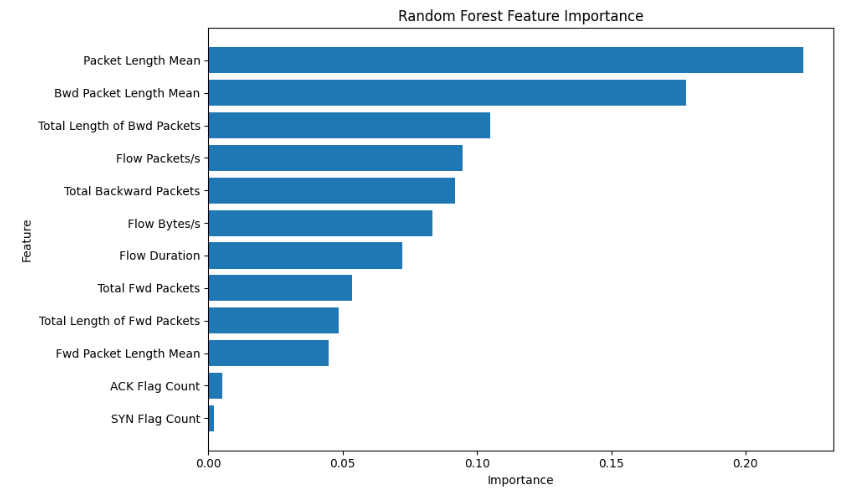 Random Forest Feature Importance
Packet Length Mean
Bwd Packet Length Mean
Total Length of Bwd Packets
Flow Packets/s
Total Backward Packets
Flow Bytes/s
Flow Duration
Total Fwd Packets
Total Length of Fwd Packets
Fwd Packet Length Mean
ACK Flag Count
SYN Flag Count
Feature
0.00 0.05 0.10 0.15 0.20
Importance